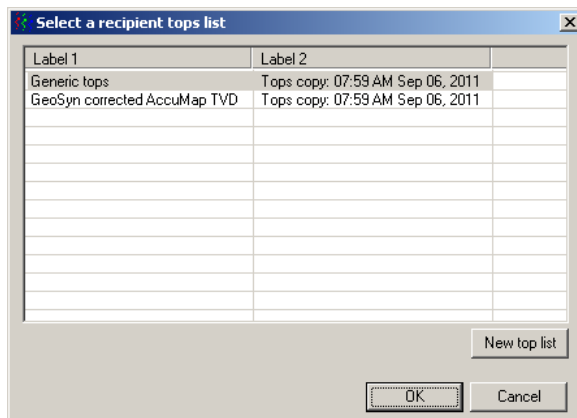 Select a recipient tops list
Label 1 Label 2
Generic tops Tops copy: 07:59 AM Sep 06, 2011
GeoSyn corrected AccuMap TVD Tops copy: 07:59 AM Sep 06, 2011
New top list
OK Cancel